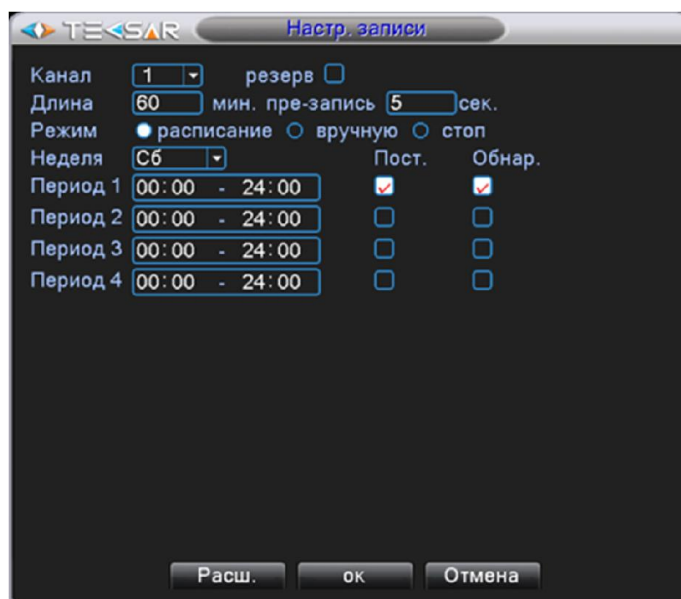 TECSAR Настр. записи
Канал 1 резерв
Длина 60 мин. пре-запись 5 сек.
Режим расписание вручную стоп
Неделя Сб Пост. Обнар.
Период 1 00:00 - 24:00
Период 2 00:00 - 24:00
Период 3 00:00 - 24:00
Период 4 00:00 - 24:00
Расш. ок Отмена